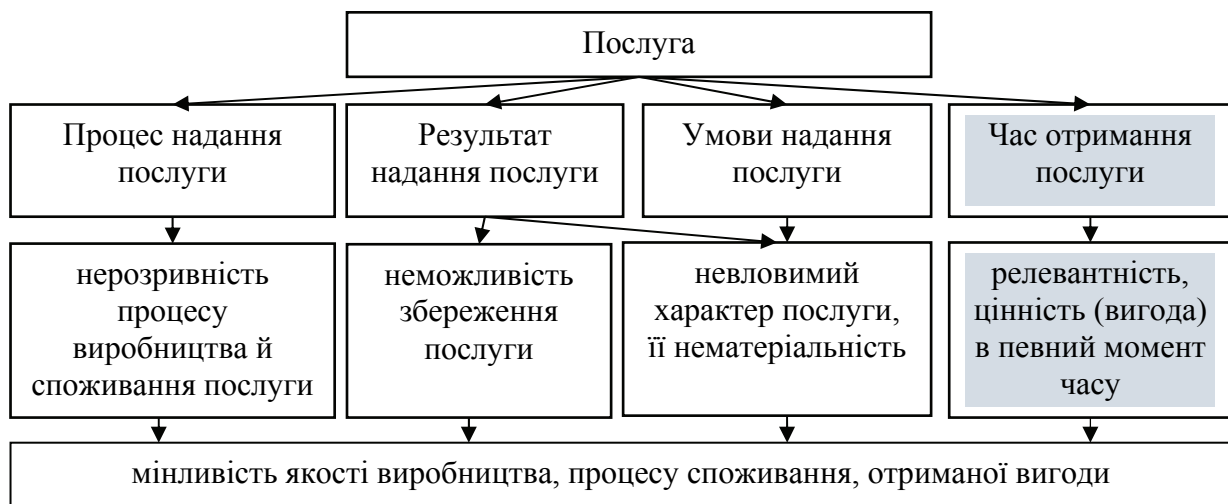 Послуга
Процес надання
послуги
Результат
надання послуги
Умови надання
послуги
Час отримання
послуги
нерозривність
процесу
виробництва й
споживання послуги
неможливість
збереження
послуги
невловимий
характер послуги,
її нематеріальність
релевантність,
цінність (вигода)
в певний момент
часу
мінливість якості виробництва, процесу споживання, отриманої вигоди